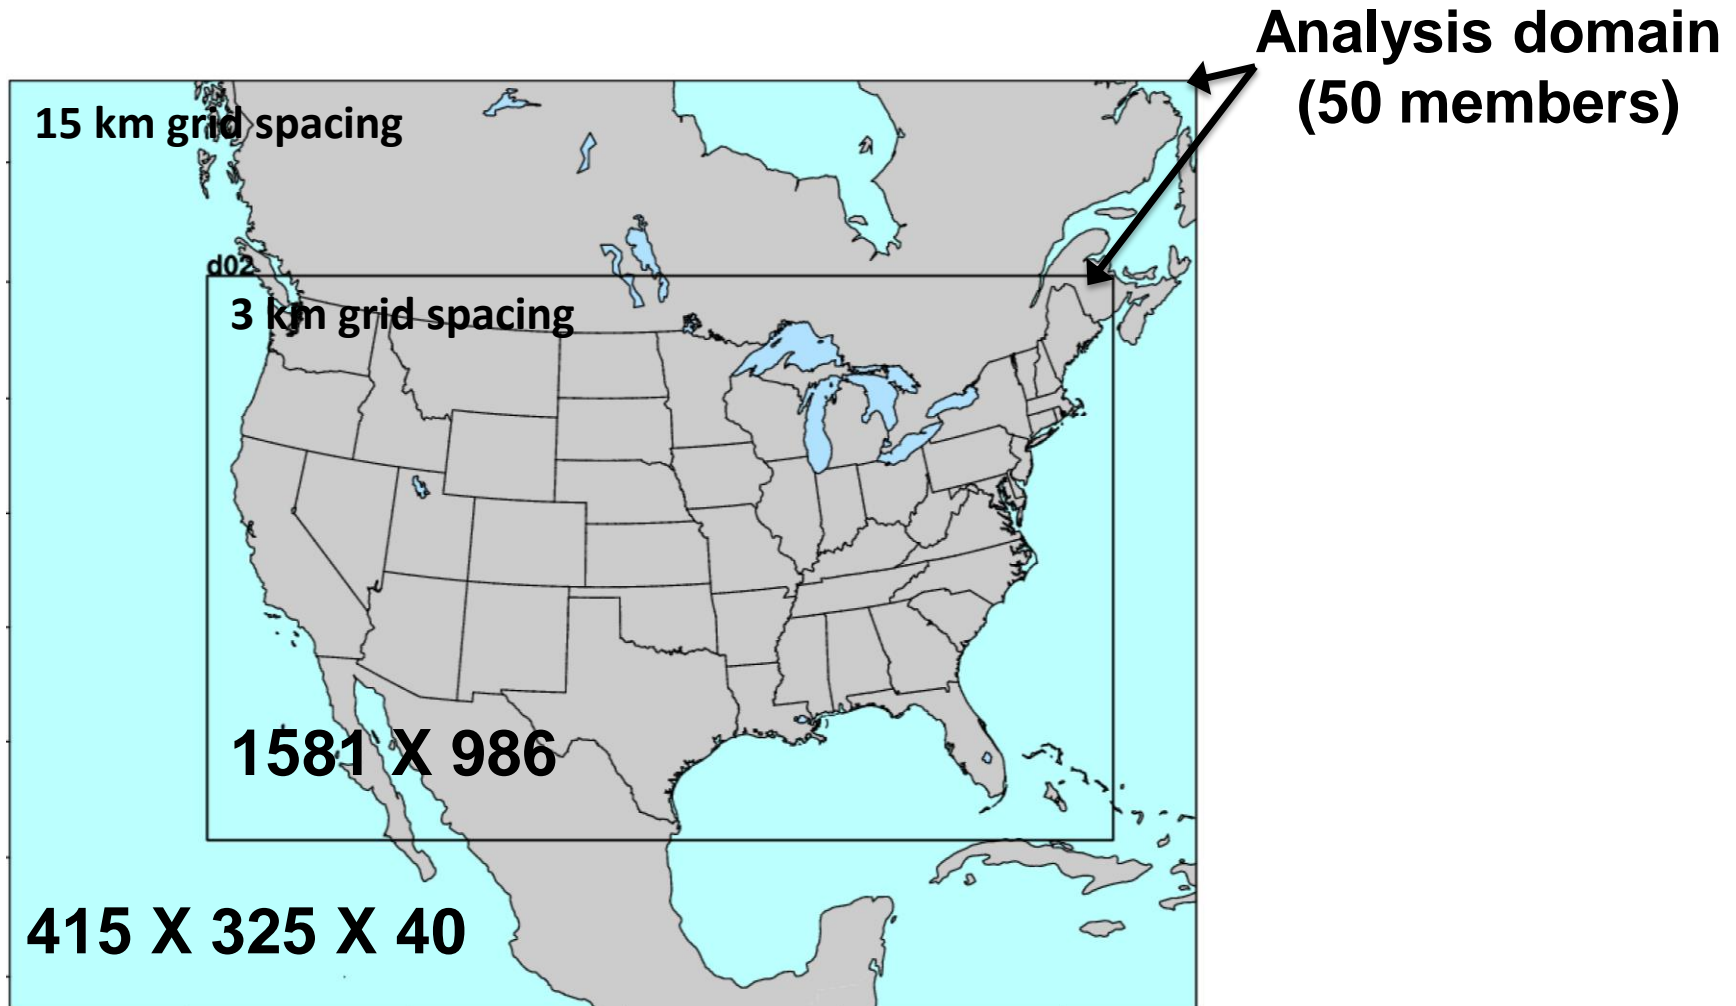 Analysis domain
(50 members)
15 km grid spacing
d02
3 km grid spacing
1581 X 986
415 X 325 X 40